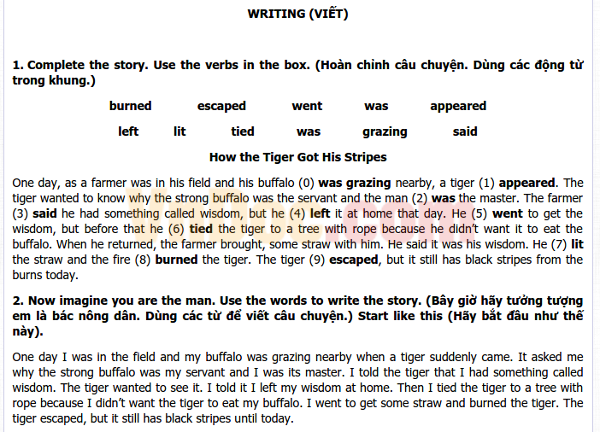 WRITING (VIẾT)
1. Complete the story. Use the verbs in the box. (Hoàn chỉnh câu chuyện. Dùng các động từ
trong khung.)
burned escaped went was appeared
left lit tied was grazing said
How the Tiger Got His Stripes
One day, as a farmer was in his field and his buffalo (0) was grazing nearby, a tiger (1) appeared. The
tiger wanted to know why the strong buffalo was the servant and the man (2) was the master. The farmer
(3) said he had something called wisdom, but he (4) left it at home that day. He (5) went to get the
wisdom, but before that he (6) tied the tiger to a tree with rope because he didn't want it to eat the
buffalo. When he returned, the farmer brought, some straw with him. He said it was his wisdom. He (7) lit
the straw and the fire (8) burned the tiger. The tiger (9) escaped, but it still has black stripes from the
burns today.
2. Now imagine you are the man. Use the words to write the story. (Bây giờ hãy tưởng tượng
em là bác nông dân. Dùng các từ để viết câu chuyện.) Start like this (Hãy bắt đâu như thế
này).
One day I was in the field and my buffalo was grazing nearby when a tiger suddenly came. It asked me
why the strong buffalo was my servant and I was its master. I told the tiger that I had something called
wisdom. The tiger wanted to see it. I told it I left my wisdom at home. Then I tied the tiger to a tree with
rope because I didn't want the tiger to eat my buffalo. I went to get some straw and burned the tiger. The
tiger escaped, but it still has black stripes until today.